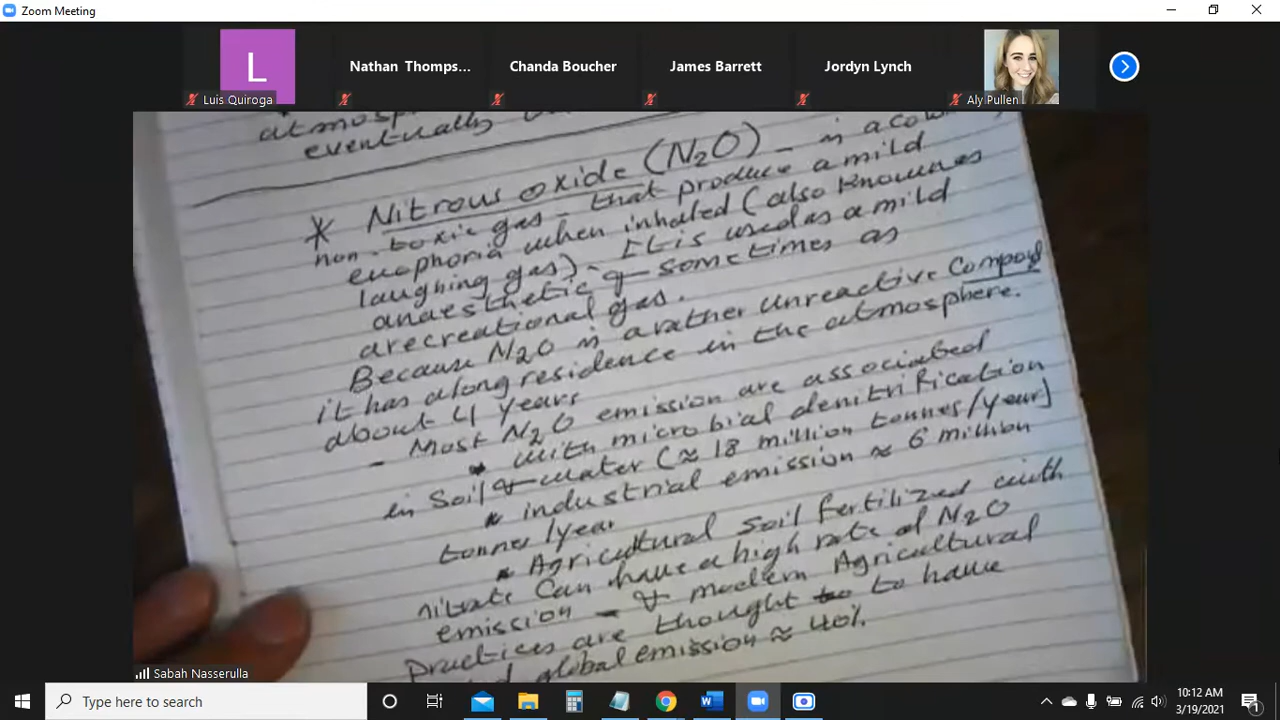 Zoom Meeting
L
Luis Quiroga
Nathan Thomps...
Chanda Boucher
James Barrett
Jordyn Lynch
Aly Pullen
atmosp
eventually
* Nitrous oxide (N2O) - is a colou
non-toxic gas - that produce a mild
euophoria when inhaled (also known as
laughing gas) - It is used as a mild
anaesthetic & sometimes as
a recreational gas.
Because N2O is a rather unreactive Compound
it has a long residence in the atmosphere.
about 4 years
- Most N2O emission are associated
* with microbial denitrification
in Soil & water (≈ 18 million tonnes/year)
* industrial emission ≈ 6 million
tonnes/year
* Agricultural soil fertilized with
nitrate can have a high rate of N2O
emission - & modern Agricultural
Practices are thought to have
global emission ≈ 40%
Sabah Nasserulla
Type here to search
10:12 AM
3/19/2021
1